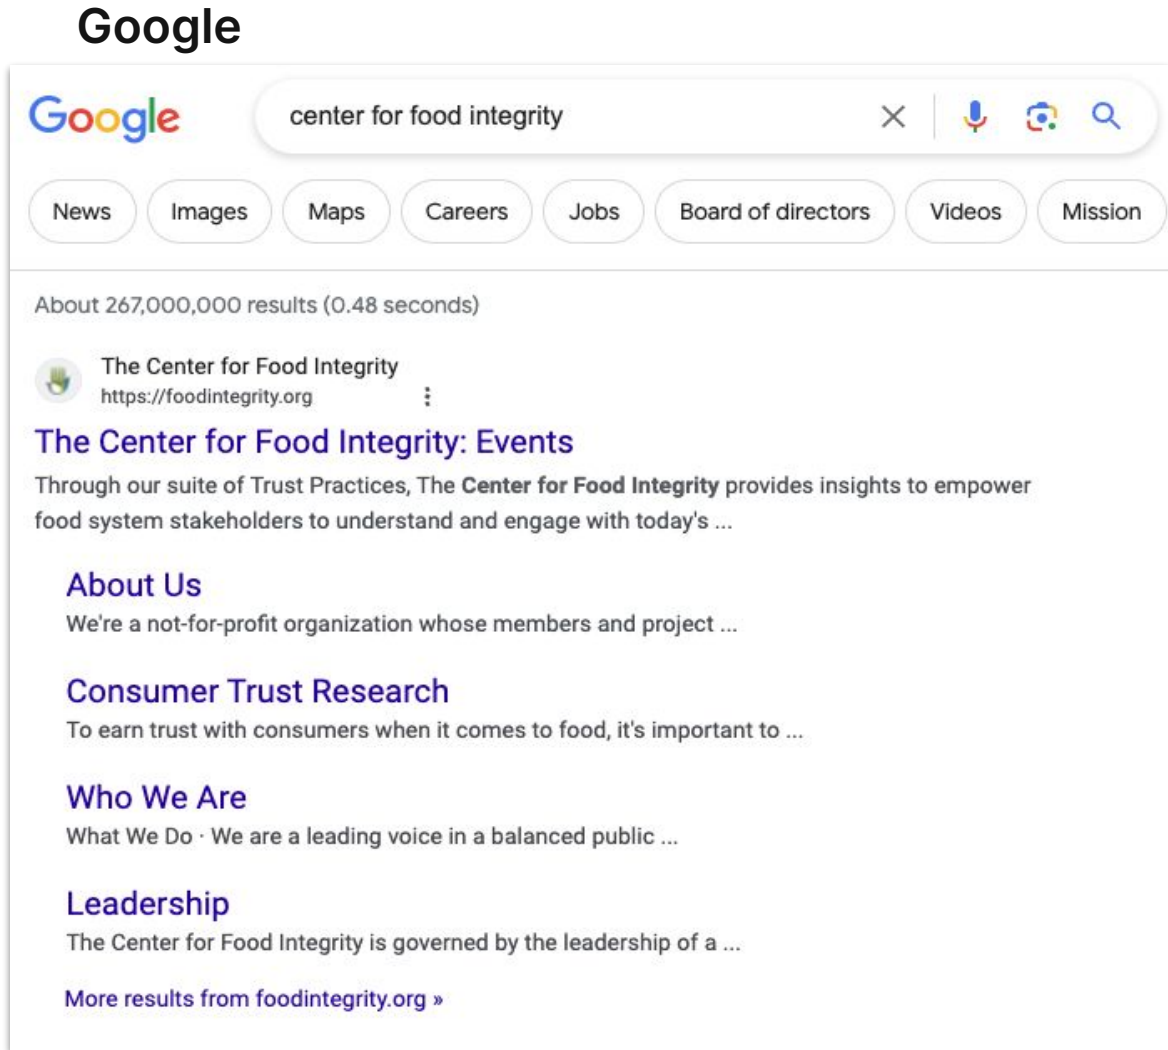 Google
Google
center for food integrity
News
Images
Maps
Careers
Jobs
Board of directors
Videos
Mission
About 267,000,000 results (0.48 seconds)
The Center for Food Integrity
https://foodintegrity.org
The Center for Food Integrity: Events
Through our suite of Trust Practices, The Center for Food Integrity provides insights to empower
food system stakeholders to understand and engage with today's ...
About Us
We're a not-for-profit organization whose members and project ...
Consumer Trust Research
To earn trust with consumers when it comes to food, it's important to ...
Who We Are
What We Do · We are a leading voice in a balanced public ...
Leadership
The Center for Food Integrity is governed by the leadership of a ...
More results from foodintegrity.org »